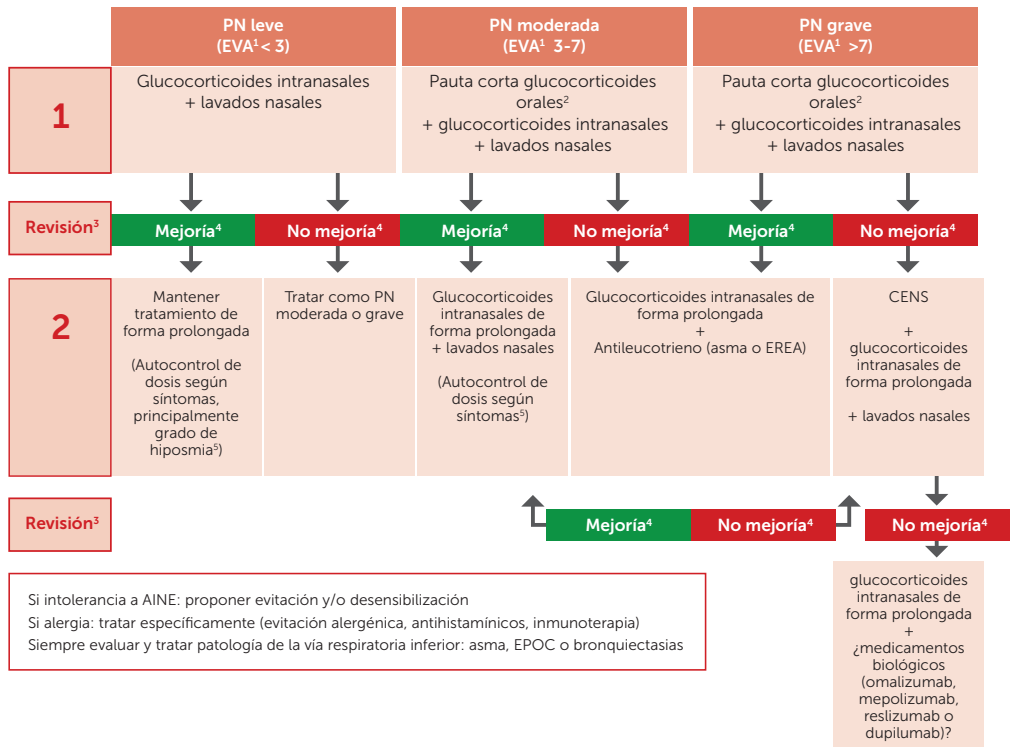 PN leve
(EVA¹ < 3)
PN moderada
(EVA¹ 3-7)
PN grave
(EVA¹ >7)
1
Glucocorticoides intranasales
+ lavados nasales
Pauta corta glucocorticoides
orales²
+ glucocorticoides intranasales
+ lavados nasales
Pauta corta glucocorticoides
orales²
+ glucocorticoides intranasales
+ lavados nasales
Revisión³
Mejoría⁴
No mejoría⁴
Mejoría⁴
No mejoría⁴
Mejoría⁴
No mejoría⁴
2
Mantener
tratamiento de
forma prolongada
(Autocontrol de
dosis según
síntomas,
principalmente
grado de
hiposmia⁵)
Tratar como PN
moderada o grave
Glucocorticoides
intranasales de
forma prolongada
+ lavados nasales
(Autocontrol de
dosis según
síntomas⁵)
Glucocorticoides intranasales de
forma prolongada
+
Antileucotrieno (asma o EREA)
CENS
+
glucocorticoides
intranasales de
forma prolongada
+ lavados nasales
Revisión³
Mejoría⁴
No mejoría⁴
No mejoría⁴
glucocorticoides
intranasales de
forma prolongada
+
¿medicamentos
biológicos
(omalizumab,
mepolizumab,
reslizumab o
dupilumab)?
Si intolerancia a AINE: proponer evitación y/o desensibilización
Si alergia: tratar específicamente (evitación alergénica, antihistamínicos, inmunoterapia)
Siempre evaluar y tratar patología de la vía respiratoria inferior: asma, EPOC o bronquiectasias